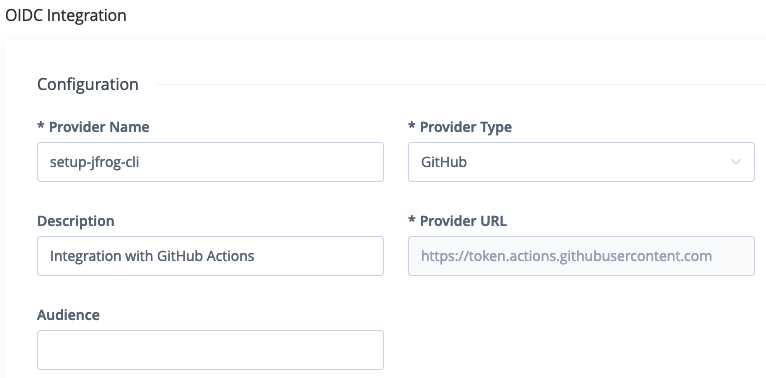 OIDC Integration
Configuration
* Provider Name
* Provider Type
setup-jfrog-cli
GitHub
Description
* Provider URL
Integration with GitHub Actions
https://token.actions.githubusercontent.com
Audience